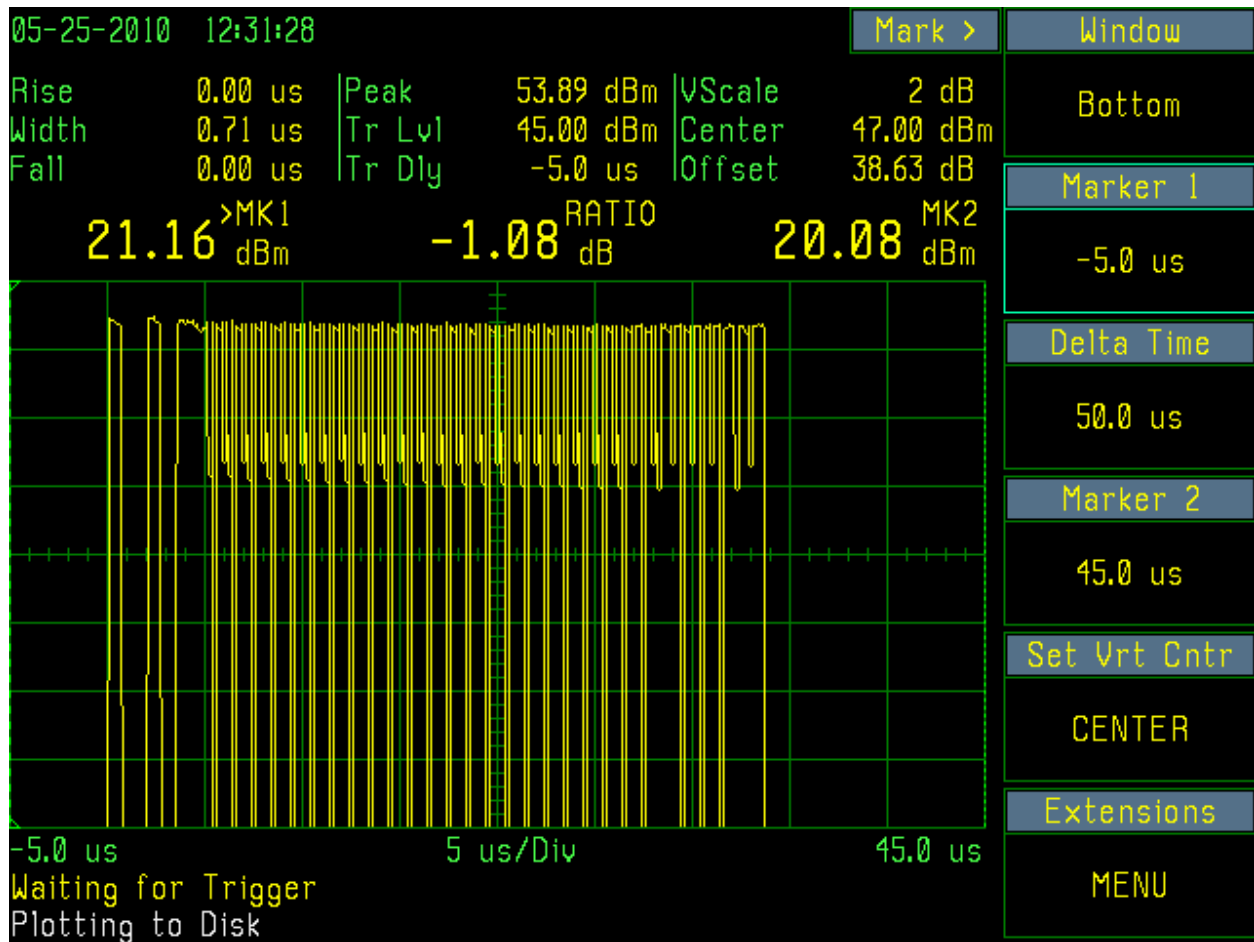 05-25-2010 12:31:28 Mark > Window
Rise 0.00 us Peak 53.89 dBm VScale 2 dB
Width 0.71 us Tr Lvl 45.00 dBm Center 47.00 dBm
Fall 0.00 us Tr Dly -5.0 us Offset 38.63 dB
Bottom
21.16 >MK1 dBm -1.08 RATIO dB 20.08 MK2 dBm
Marker 1
-5.0 us
Delta Time
50.0 us
Marker 2
45.0 us
Set Vrt Cntr
CENTER
Extensions
MENU
-5.0 us 5 us/Div 45.0 us
Waiting for Trigger
Plotting to Disk